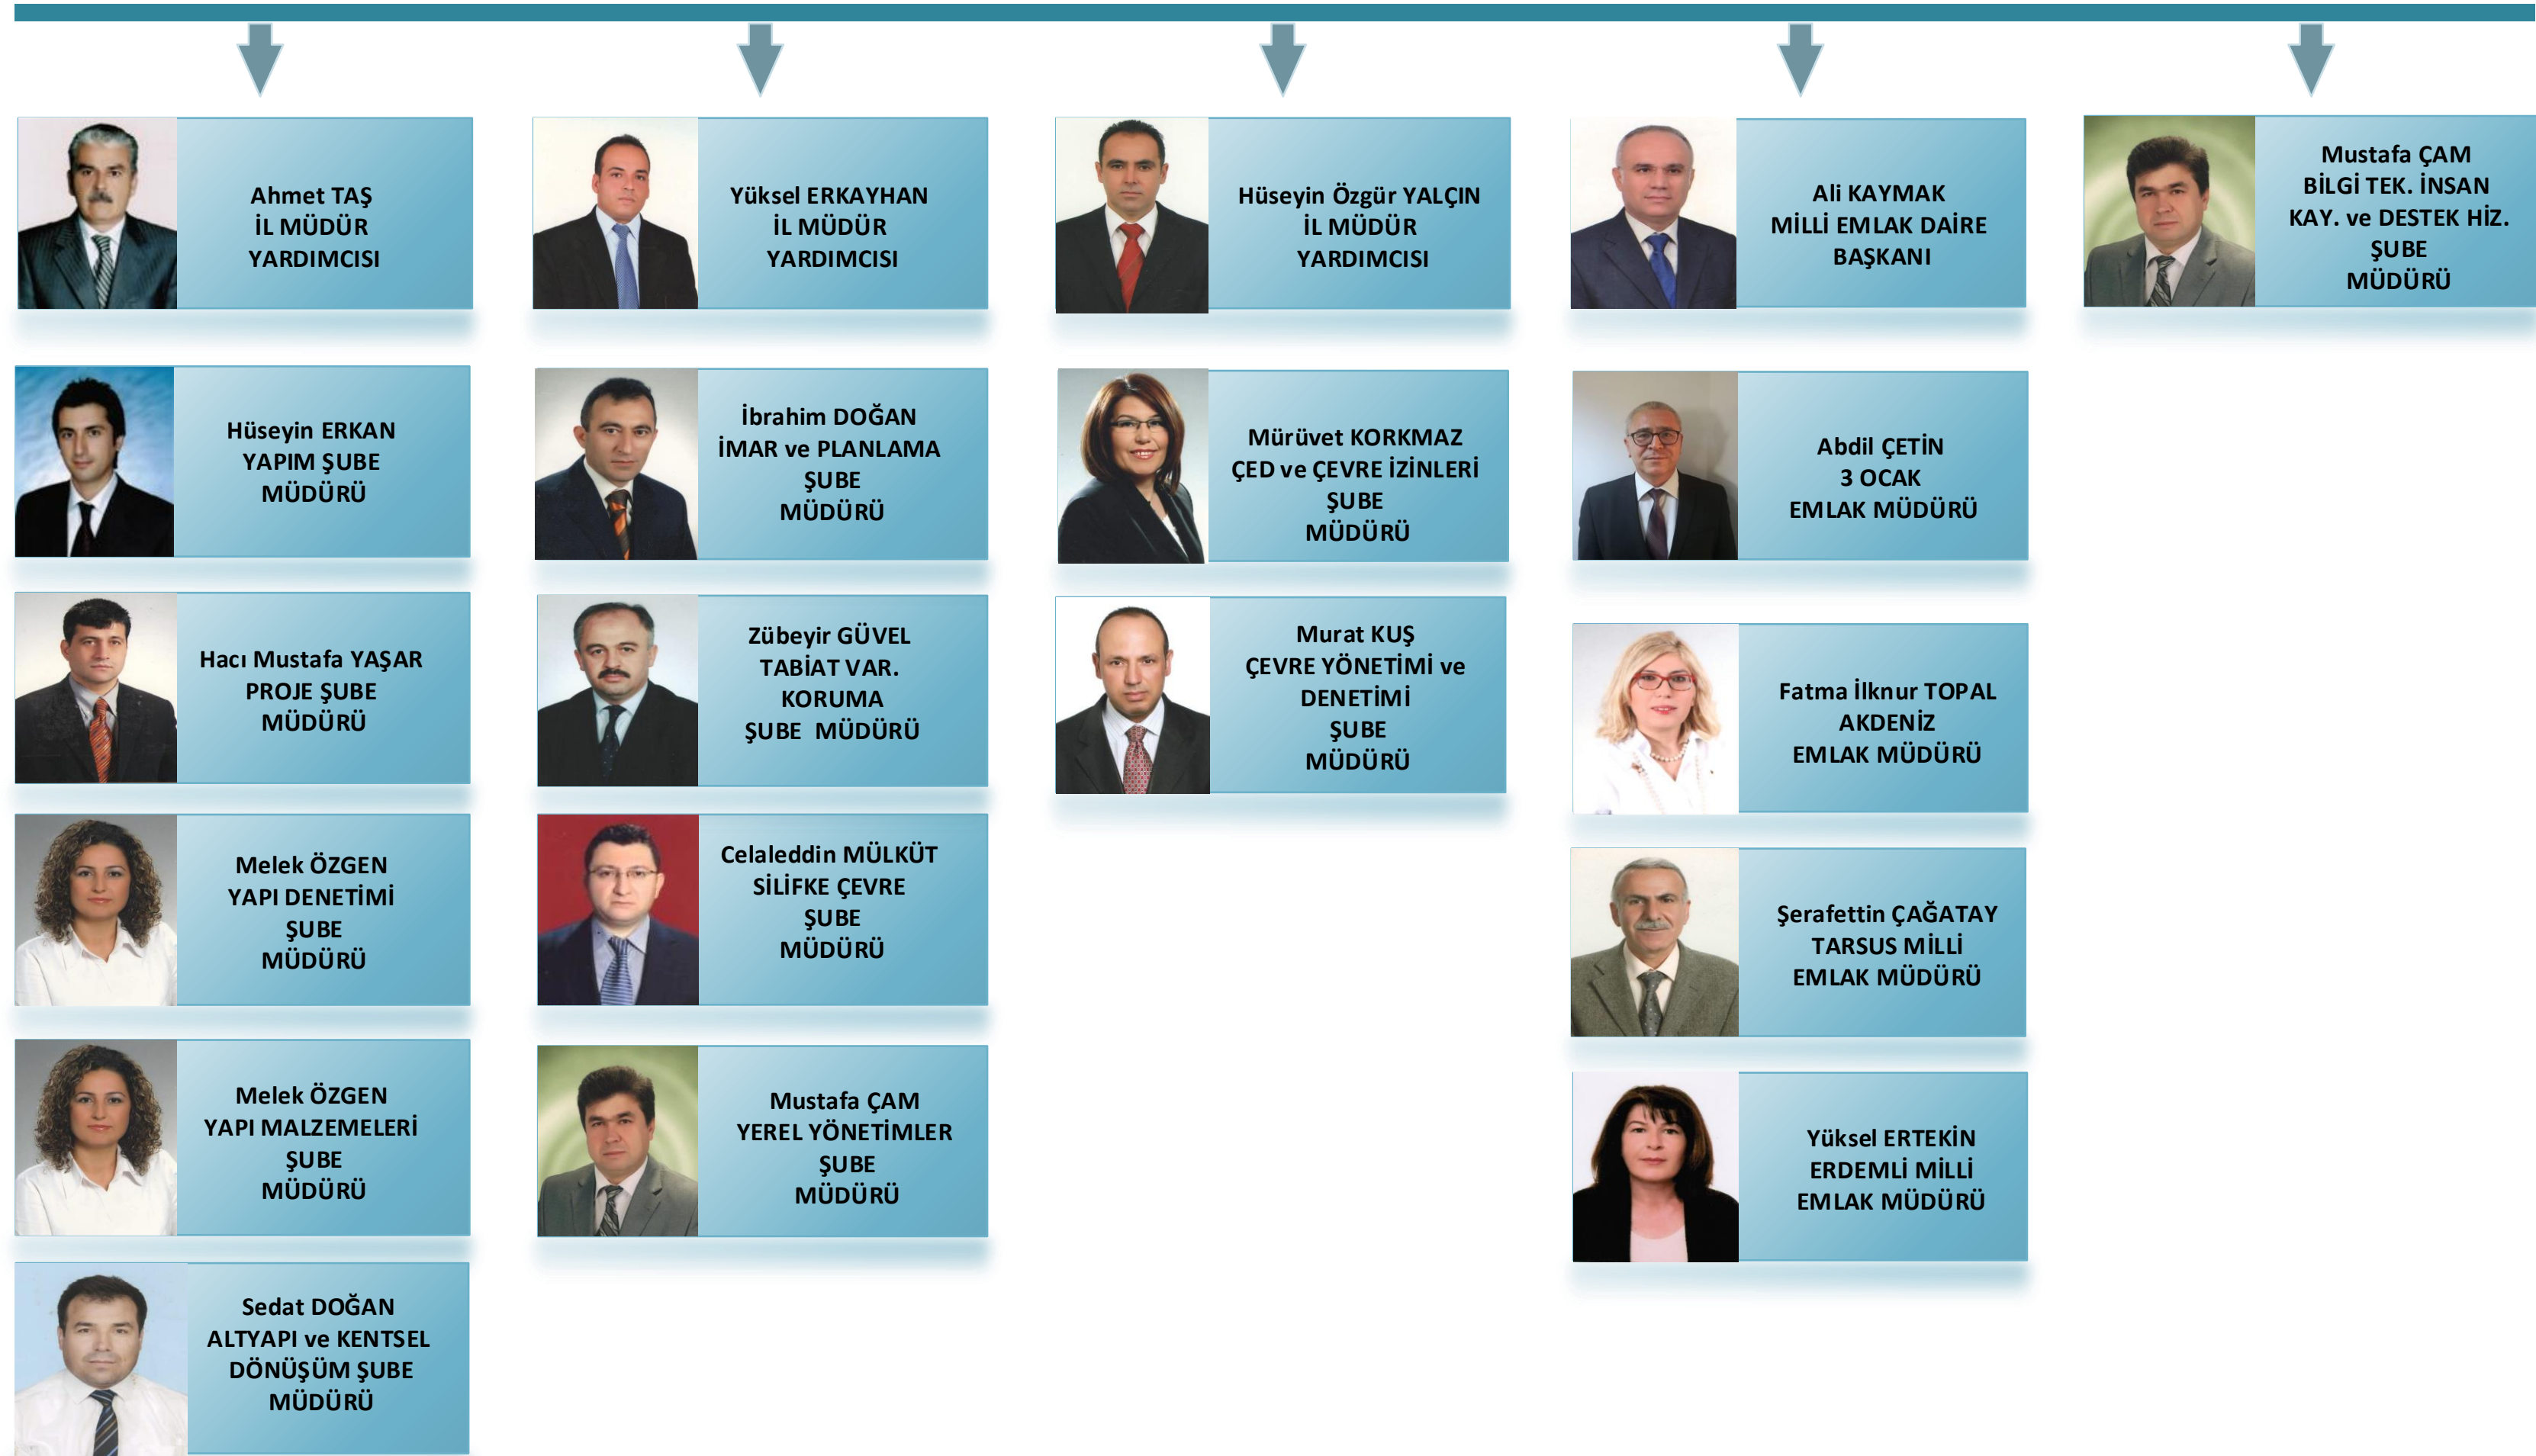 Ahmet TAŞ
İL MÜDÜR
YARDIMCISI
Hüseyin ERKAN
YAPIM ŞUBE
MÜDÜRÜ
Hacı Mustafa YAŞAR
PROJE ŞUBE
MÜDÜRÜ
Melek ÖZGEN
YAPI DENETİMİ
ŞUBE
MÜDÜRÜ
Melek ÖZGEN
YAPI MALZEMELERİ
ŞUBE
MÜDÜRÜ
Sedat DOĞAN
ALTYAPI ve KENTSEL
DÖNÜŞÜM ŞUBE
MÜDÜRÜ
Yüksel ERKAYHAN
İL MÜDÜR
YARDIMCISI
İbrahim DOĞAN
İMAR ve PLANLAMA
ŞUBE
MÜDÜRÜ
Zübeyir GÜVEL
TABİAT VAR.
KORUMA
ŞUBE MÜDÜRÜ
Celaleddin MÜLKÜT
SİLİFKE ÇEVRE
ŞUBE
MÜDÜRÜ
Mustafa ÇAM
YEREL YÖNETİMLER
ŞUBE
MÜDÜRÜ
Hüseyin Özgür YALÇIN
İL MÜDÜR
YARDIMCISI
Mürüvet KORKMAZ
ÇED ve ÇEVRE İZİNLERİ
ŞUBE
MÜDÜRÜ
Murat KUŞ
ÇEVRE YÖNETİMİ ve
DENETİMİ
ŞUBE
MÜDÜRÜ
Ali KAYMAK
MİLLİ EMLAK DAİRE
BAŞKANI
Abdil ÇETİN
3 OCAK
EMLAK MÜDÜRÜ
Fatma İlknur TOPAL
AKDENİZ
EMLAK MÜDÜRÜ
Şerafettin ÇAĞATAY
TARSUS MİLLİ
EMLAK MÜDÜRÜ
Yüksel ERTEKİN
ERDEMLİ MİLLİ
EMLAK MÜDÜRÜ
Mustafa ÇAM
BİLGİ TEK. İNSAN
KAY. ve DESTEK HİZ.
ŞUBE
MÜDÜRÜ